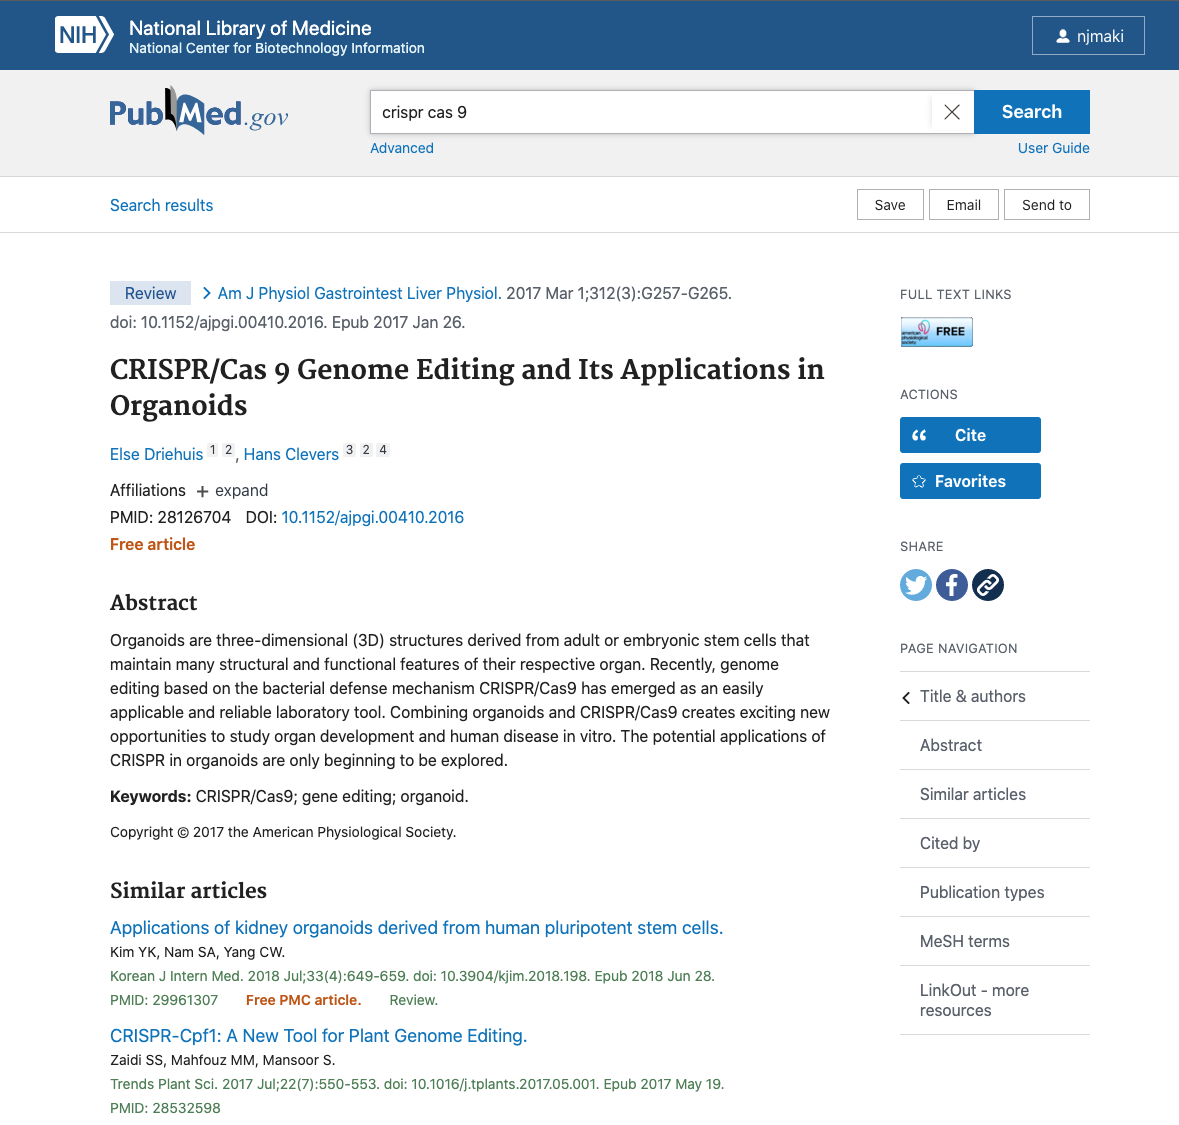 NIH National Library of Medicine
National Center for Biotechnology Information
njmaki
PubMed.gov
crispr cas 9
Search
Advanced
User Guide
Search results
Save
Email
Send to
Review
Am J Physiol Gastrointest Liver Physiol. 2017 Mar 1;312(3):G257-G265.
doi: 10.1152/ajpgi.00410.2016. Epub 2017 Jan 26.
CRISPR/Cas 9 Genome Editing and Its Applications in
Organoids
Else Driehuis 1 2, Hans Clevers 3 2 4
Affiliations + expand
PMID: 28126704 DOI: 10.1152/ajpgi.00410.2016
Free article
Abstract
Organoids are three-dimensional (3D) structures derived from adult or embryonic stem cells that
maintain many structural and functional features of their respective organ. Recently, genome
editing based on the bacterial defense mechanism CRISPR/Cas9 has emerged as an easily
applicable and reliable laboratory tool. Combining organoids and CRISPR/Cas9 creates exciting new
opportunities to study organ development and human disease in vitro. The potential applications of
CRISPR in organoids are only beginning to be explored.
Keywords: CRISPR/Cas9; gene editing; organoid.
Copyright © 2017 the American Physiological Society.
Similar articles
Applications of kidney organoids derived from human pluripotent stem cells.
Kim YK, Nam SA, Yang CW.
Korean J Intern Med. 2018 Jul;33(4):649-659. doi: 10.3904/kjim.2018.198. Epub 2018 Jun 28.
PMID: 29961307 Free PMC article. Review.
CRISPR-Cpf1: A New Tool for Plant Genome Editing.
Zaidi SS, Mahfouz MM, Mansoor S.
Trends Plant Sci. 2017 Jul;22(7):550-553. doi: 10.1016/j.tplants.2017.05.001. Epub 2017 May 19.
PMID: 28532598
FULL TEXT LINKS
american
physiological
society
FREE
ACTIONS
Cite
Favorites
SHARE
PAGE NAVIGATION
Title & authors
Abstract
Similar articles
Cited by
Publication types
MeSH terms
LinkOut - more
resources